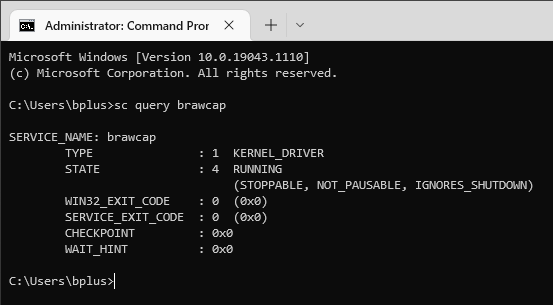 Administrator: Command Pror
Microsoft Windows [Version 10.0.19043.1110]
(c) Microsoft Corporation. All rights reserved.
C:\Users\bplus>sc query brawcap
SERVICE_NAME: brawcap
TYPE : 1 KERNEL_DRIVER
STATE : 4 RUNNING
(STOPPABLE, NOT_PAUSABLE, IGNORES_SHUTDOWN)
WIN32_EXIT_CODE : 0 (0x0)
SERVICE_EXIT_CODE : 0 (0x0)
CHECKPOINT : 0x0
WAIT_HINT : 0x0
C:\Users\bplus>